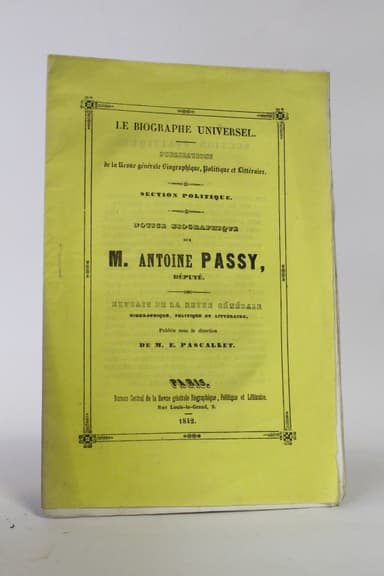 LE BIOGRAPHE UNIVERSEL.
PUBLICATIONS
de la Revue générale Biographique, Politique et Littéraire.
SECTION POLITIQUE.
NOTICE BIOGRAPHIQUE
SUR
M. ANTOINE PASSY,
DÉPUTÉ.
EXTRAIT DE LA REVUE GÉNÉRALE
BIOGRAPHIQUE, POLITIQUE ET LITTÉRAIRE,
Publiée sous la direction
DE M. E. PASCALLET.
PARIS.
Bureau Central de la Revue générale Biographique, Politique et Littéraire.
Rue Louis-le-Grand, 3.
1842.